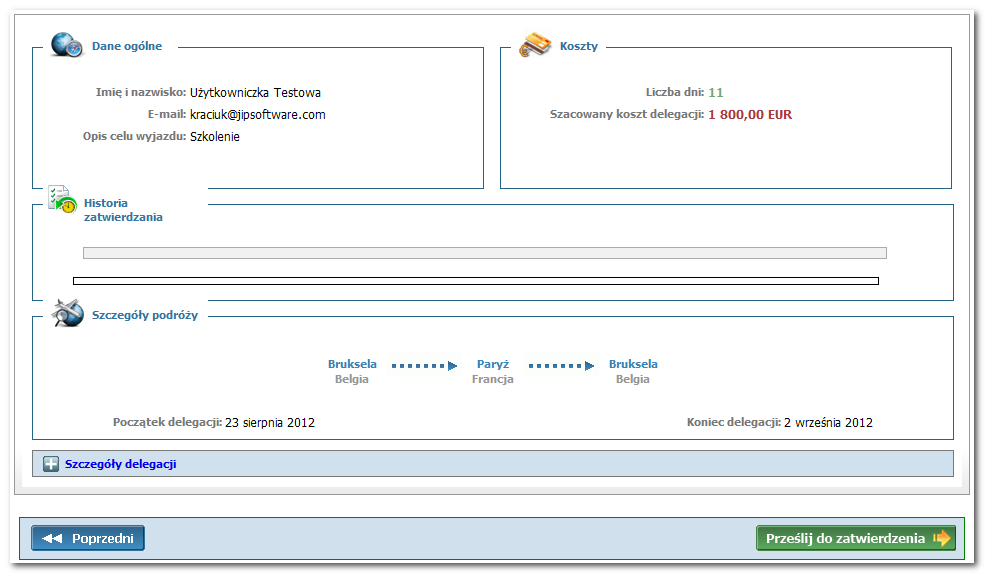 Dane ogólne
Imię i nazwisko: Użytkowniczka Testowa
E-mail: kraciuk@jipsoftware.com
Opis celu wyjazdu: Szkolenie
Koszty
Liczba dni: 11
Szacowany koszt delegacji: 1 800,00 EUR
Historia
zatwierdzania
Szczegóły podróży
Bruksela Paryż Bruksela
Belgia Francja Belgia
Początek delegacji: 23 sierpnia 2012 Koniec delegacji: 2 września 2012
Szczegóły delegacji
Poprzedni Prześlij do zatwierdzenia